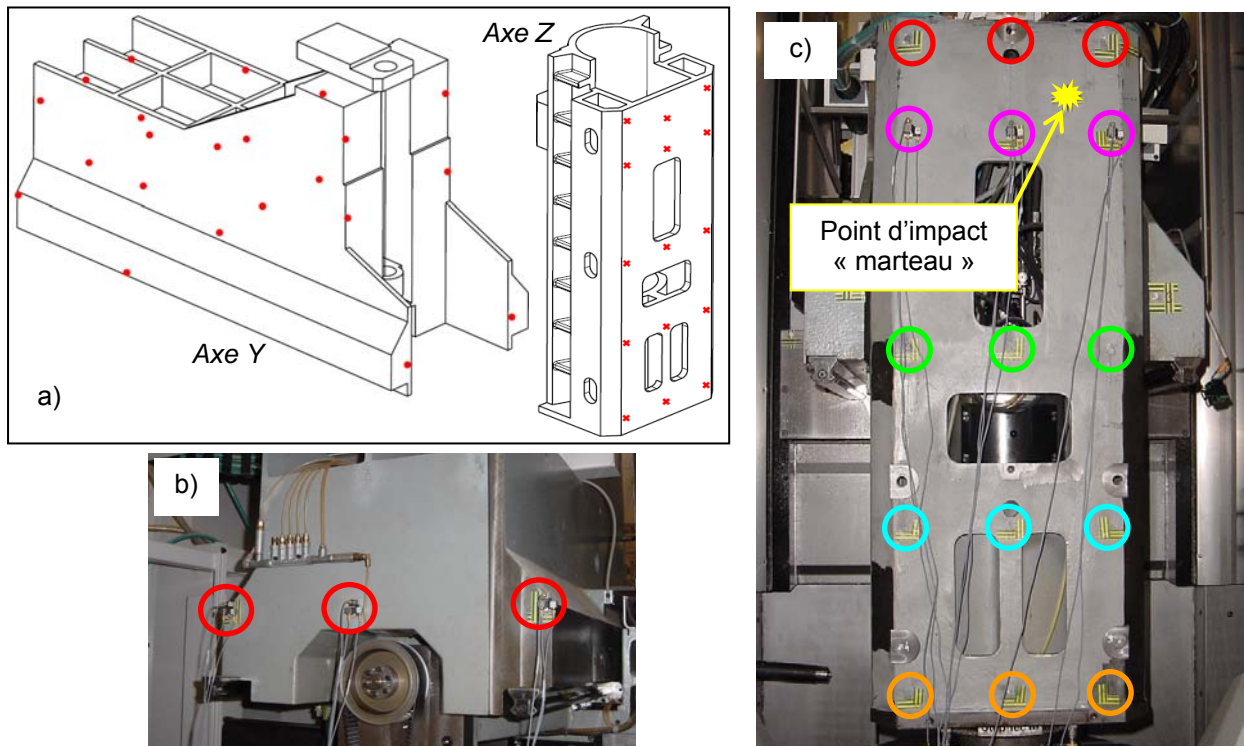 Axe Z
Axe Y
a)
b)
c)
Point d’impact
« marteau »